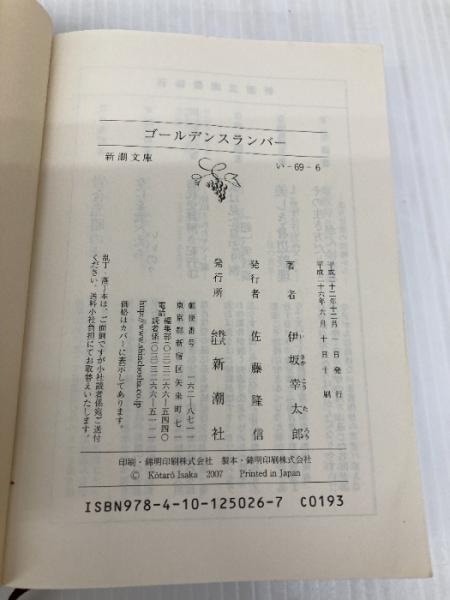 ゴールデンスランバー
新潮文庫
い-69-6
平成二十二年十二月一日発行
平成二十六年六月十日十刷
著者 伊坂幸太郎
発行者 佐藤隆信
発行所 株式会社 新潮社
郵便番号 一六二―八七一一
東京都新宿区矢来町七一
電話 編集部(〇三)三二六六―五四四〇
読者係(〇三)三二六六―五一一一
http://www.shinchosha.co.jp
価格はカバーに表示してあります。
乱丁・落丁本は、ご面倒ですが小社読者係宛ご送付
ください。送料小社負担にてお取替えいたします。
印刷・錦明印刷株式会社 製本・錦明印刷株式会社
© Kôtarô Isaka 2007 Printed in Japan
ISBN978-4-10-125026-7 C0193